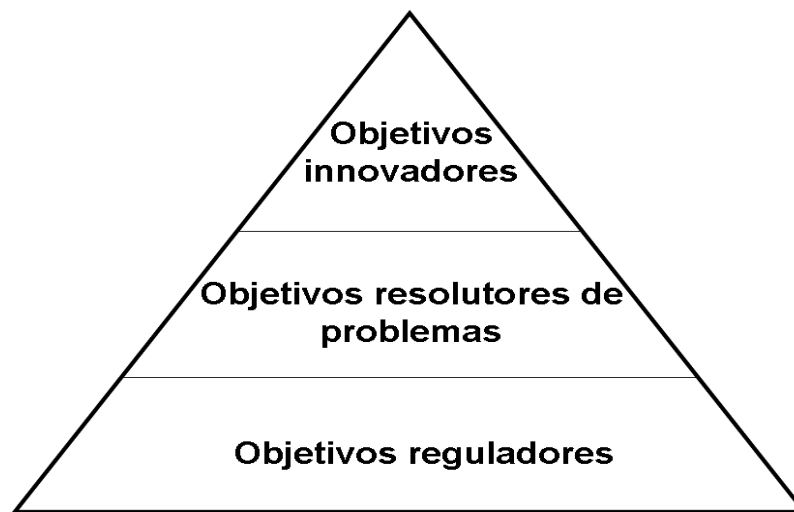 Objetivos
innovadores
Objetivos resolutores de
problemas
Objetivos reguladores